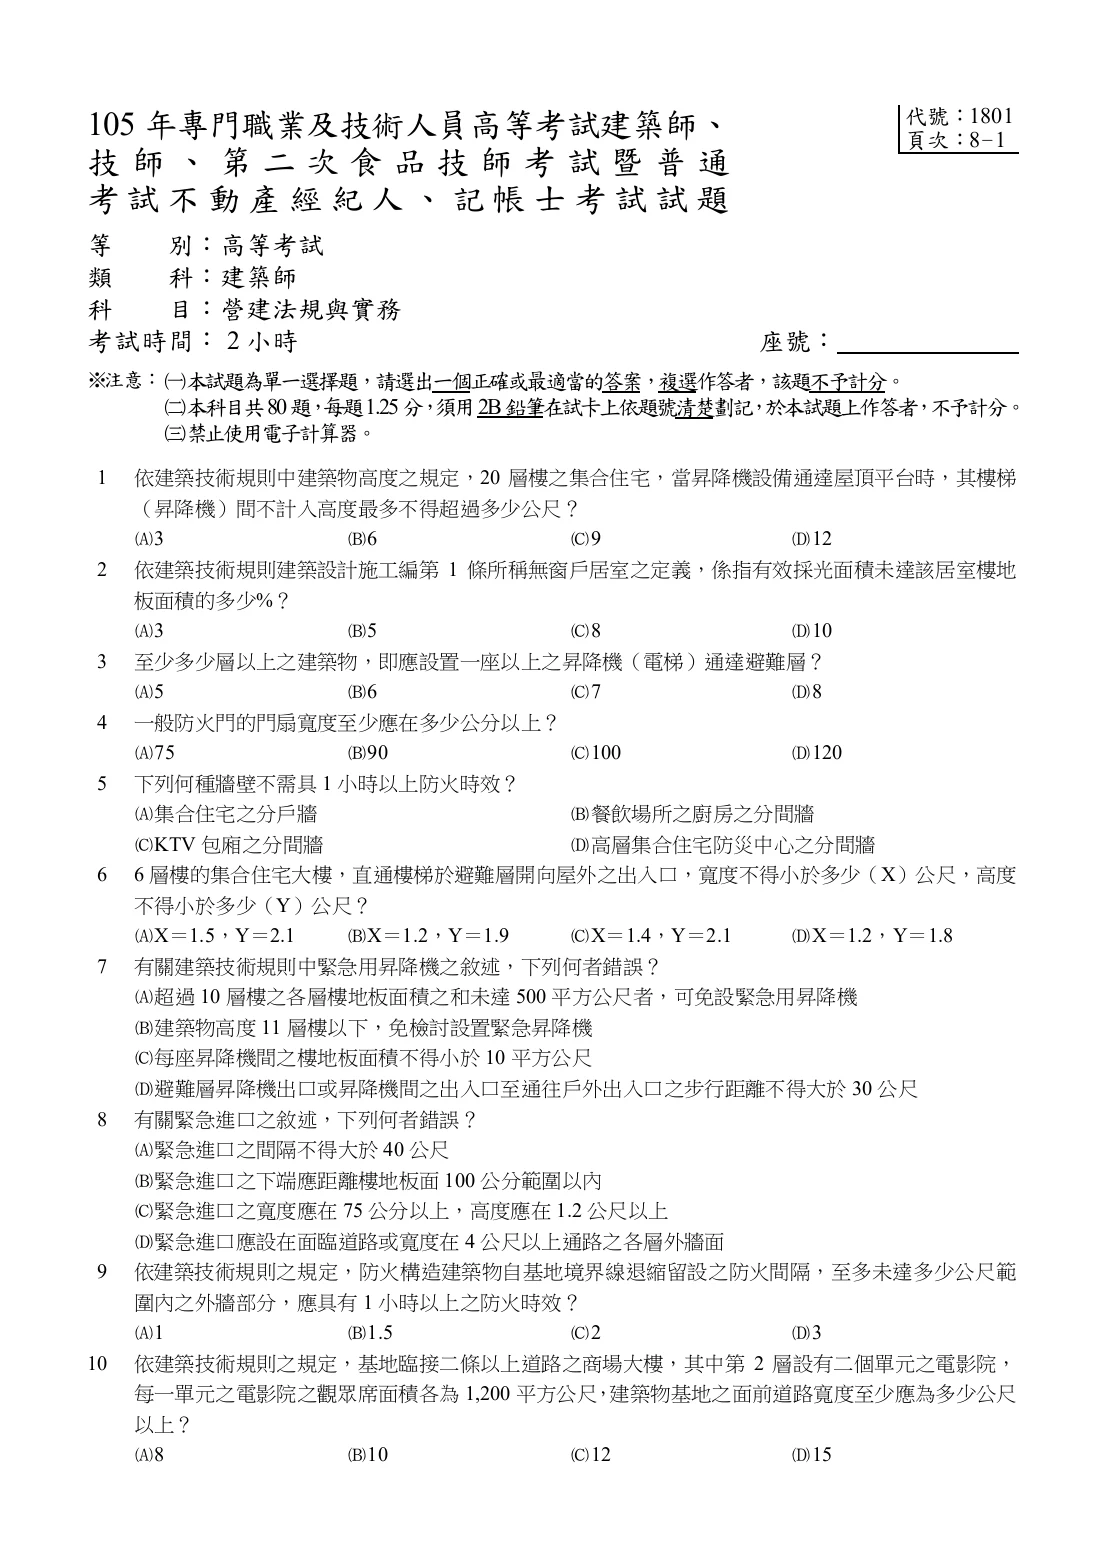 105 年專門職業及技術人員高等考試建築師、
技師、第二次食品技師考試暨普通
考試不動產經紀人、記帳士考試試題
代號：1801
頁次：8－1
等　　別：高等考試
類　　科：建築師
科　　目：營建法規與實務
考試時間：2 小時
座號：
※注意：㈠本試題為單一選擇題，請選出一個正確或最適當的答案，複選作答者，該題不予計分。
㈡本科目共80 題，每題1.25 分，須用 2B 鉛筆在試卡上依題號清楚劃記，於本試題上作答者，不予計分。
㈢禁止使用電子計算器。
1 依建築技術規則中建築物高度之規定，20 層樓之集合住宅，當昇降機設備通達屋頂平台時，其樓梯
（昇降機）間不計入高度最多不得超過多少公尺？
(A)3 (B)6 (C)9 (D)12
2 依建築技術規則建築設計施工編第 1 條所稱無窗戶居室之定義，係指有效採光面積未達該居室樓地
板面積的多少%？
(A)3 (B)5 (C)8 (D)10
3 至少多少層以上之建築物，即應設置一座以上之昇降機（電梯）通達避難層？
(A)5 (B)6 (C)7 (D)8
4 一般防火門的門扇寬度至少應在多少公分以上？
(A)75 (B)90 (C)100 (D)120
5 下列何種牆壁不需具 1 小時以上防火時效？
(A)集合住宅之分戶牆 (B)餐飲場所之廚房之分間牆
(C)KTV 包廂之分間牆 (D)高層集合住宅防災中心之分間牆
6 6 層樓的集合住宅大樓，直通樓梯於避難層開向屋外之出入口，寬度不得小於多少（X）公尺，高度
不得小於多少（Y）公尺？
(A)X＝1.5，Y＝2.1 (B)X＝1.2，Y＝1.9 (C)X＝1.4，Y＝2.1 (D)X＝1.2，Y＝1.8
7 有關建築技術規則中緊急用昇降機之敘述，下列何者錯誤？
(A)超過 10 層樓之各層樓地板面積之和未達 500 平方公尺者，可免設緊急用昇降機
(B)建築物高度 11 層樓以下，免檢討設置緊急昇降機
(C)每座昇降機間之樓地板面積不得小於 10 平方公尺
(D)避難層昇降機出口或昇降機間之出入口至通往戶外出入口之步行距離不得大於 30 公尺
8 有關緊急進口之敘述，下列何者錯誤？
(A)緊急進口之間隔不得大於 40 公尺
(B)緊急進口之下端應距離樓地板面 100 公分範圍以內
(C)緊急進口之寬度應在 75 公分以上，高度應在 1.2 公尺以上
(D)緊急進口應設在面臨道路或寬度在 4 公尺以上通路之各層外牆面
9 依建築技術規則之規定，防火構造建築物自基地境界線退縮留設之防火間隔，至多未達多少公尺範
圍內之外牆部分，應具有 1 小時以上之防火時效？
(A)1 (B)1.5 (C)2 (D)3
10 依建築技術規則之規定，基地臨接二條以上道路之商場大樓，其中第 2 層設有二個單元之電影院，
每一單元之電影院之觀眾席面積各為 1,200 平方公尺，建築物基地之面前道路寬度至少應為多少公尺
以上？
(A)8 (B)10 (C)12 (D)15